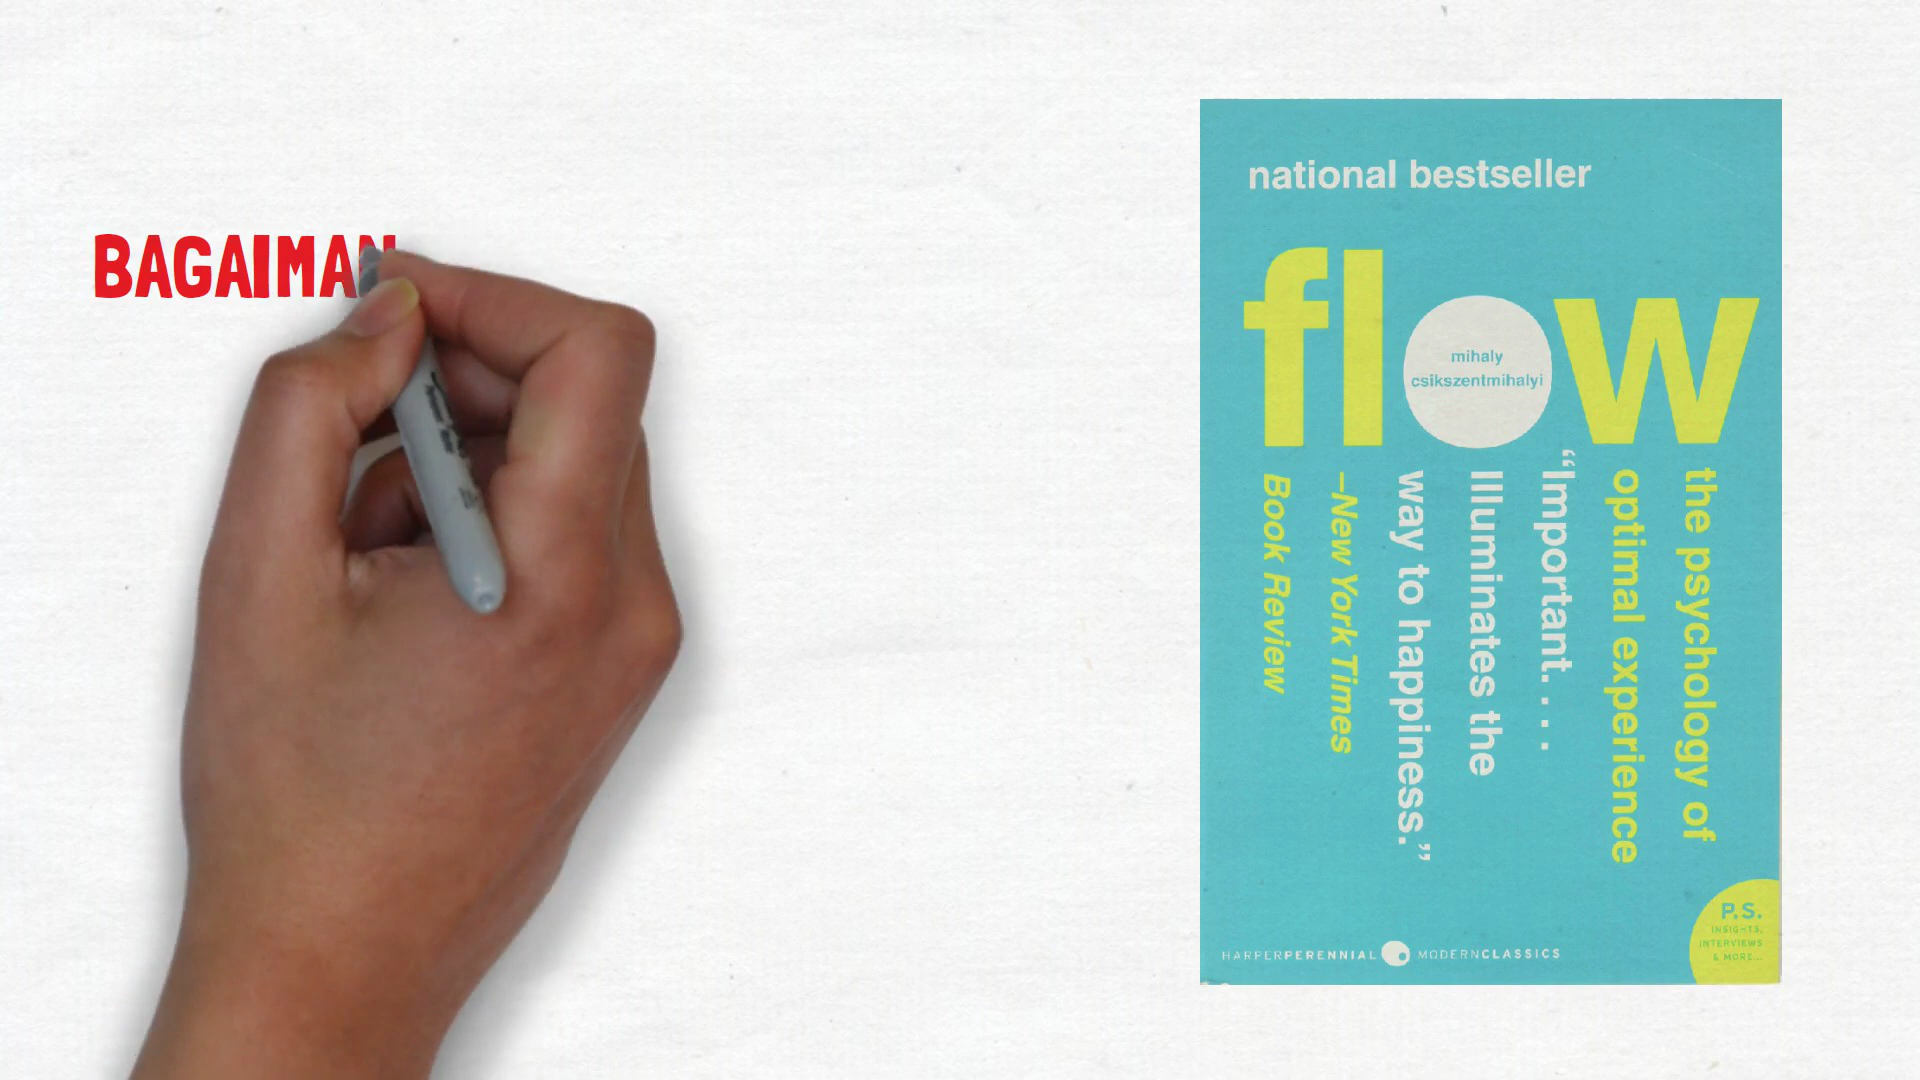 BAGAIMAN
national bestseller
flow
mihaly
csikszentmihalyi
the psychology of
optimal experience
“Important. . . .
Illuminates the
way to happiness.”
–New York Times
Book Review
P.S.
INSIGHTS,
INTERVIEWS
& MORE...
HARPERPERENNIAL MODERNCLASSICS